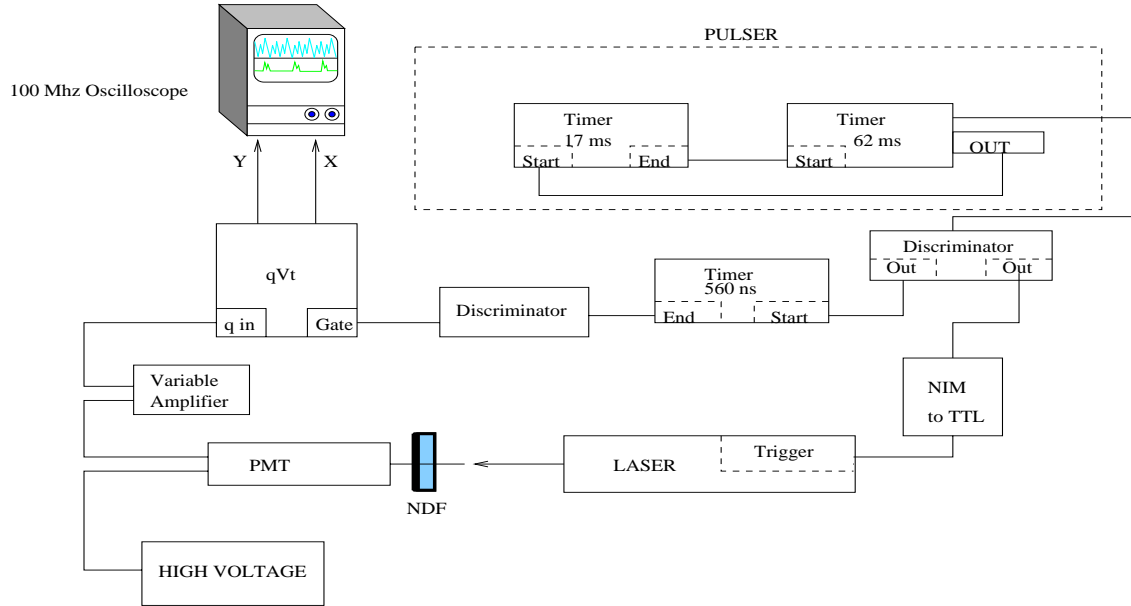 PULSER
100 Mhz Oscilloscope
Timer
17 ms
Start
End
Timer
62 ms
Start
OUT
Y
X
qVt
q in
Gate
Discriminator
Timer
560 ns
End
Start
Discriminator
Out
Out
Variable
Amplifier
NIM
to TTL
PMT
NDF
LASER
Trigger
HIGH VOLTAGE